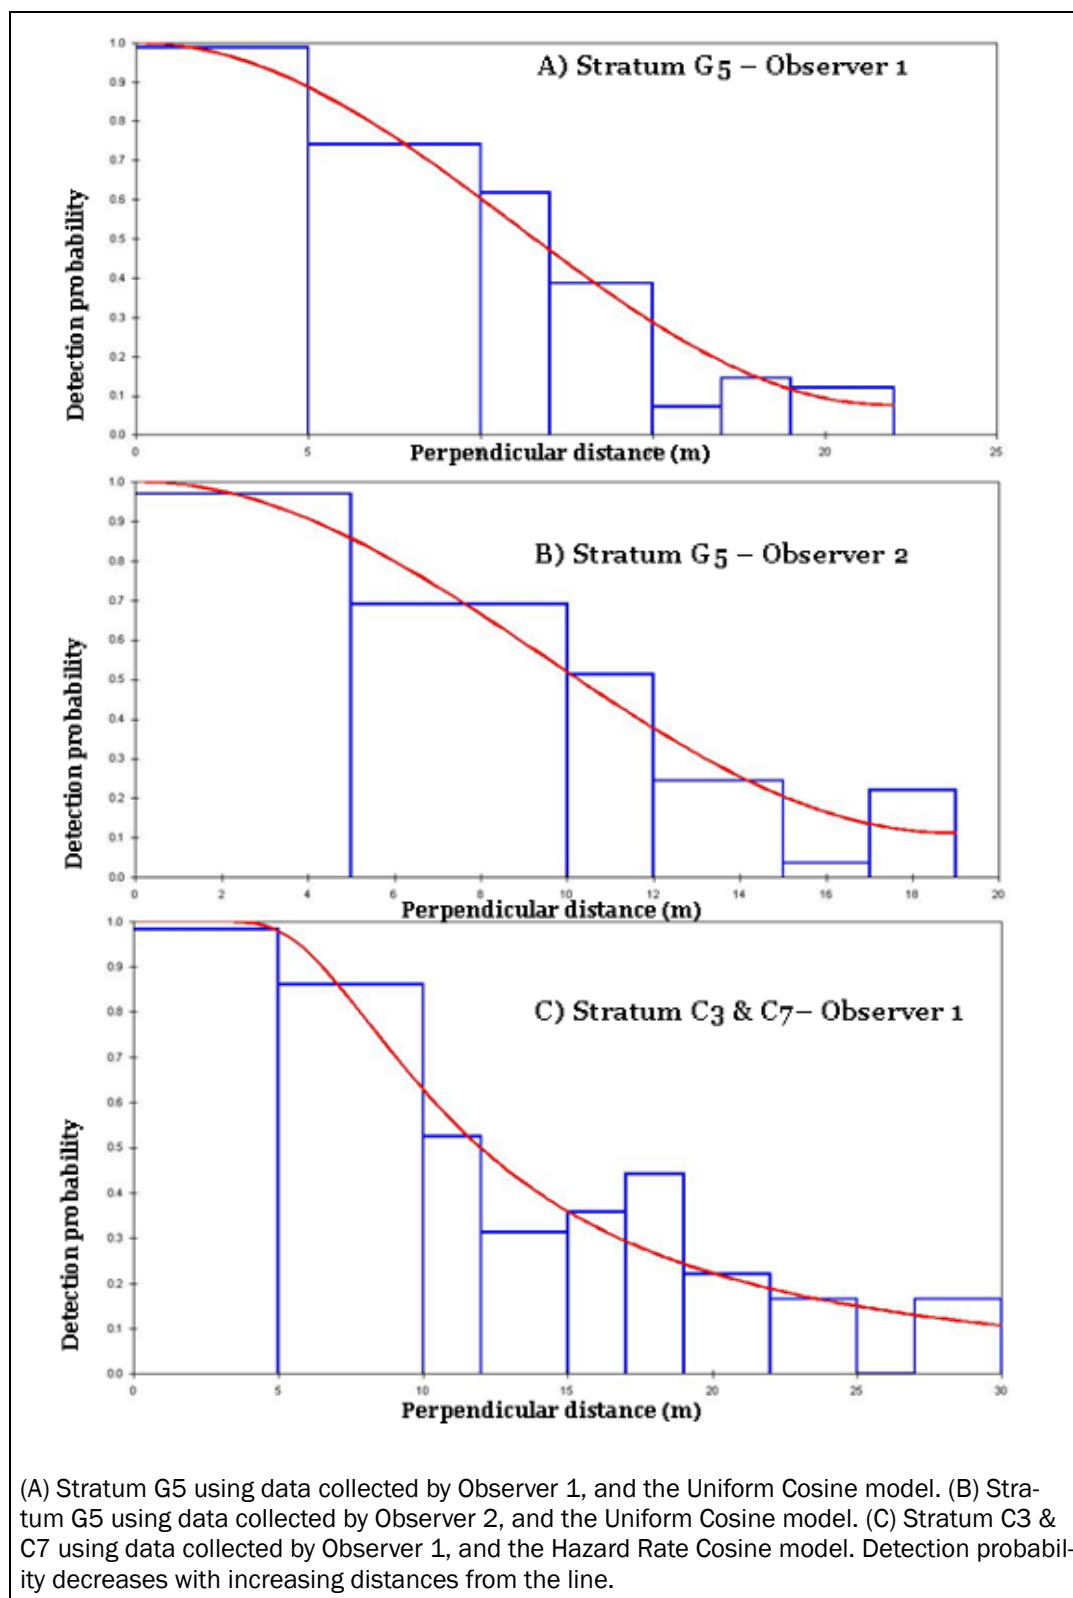 A) Stratum G5 – Observer 1
Detection probability
1.0
0.9
0.8
0.7
0.6
0.5
0.4
0.3
0.2
0.1
0.0
0 5 20 25
Perpendicular distance (m)
B) Stratum G5 – Observer 2
Detection probability
1.0
0.9
0.8
0.7
0.6
0.5
0.4
0.3
0.2
0.1
0.0
0 2 4 6 8 10 12 14 16 18 20
Perpendicular distance (m)
C) Stratum C3 & C7– Observer 1
Detection probability
1.0
0.9
0.8
0.7
0.6
0.5
0.4
0.3
0.2
0.1
0.0
0 5 10 15 20 25 30
Perpendicular distance (m)
(A) Stratum G5 using data collected by Observer 1, and the Uniform Cosine model. (B) Stra-
tum G5 using data collected by Observer 2, and the Uniform Cosine model. (C) Stratum C3 &
C7 using data collected by Observer 1, and the Hazard Rate Cosine model. Detection probabil-
ity decreases with increasing distances from the line.